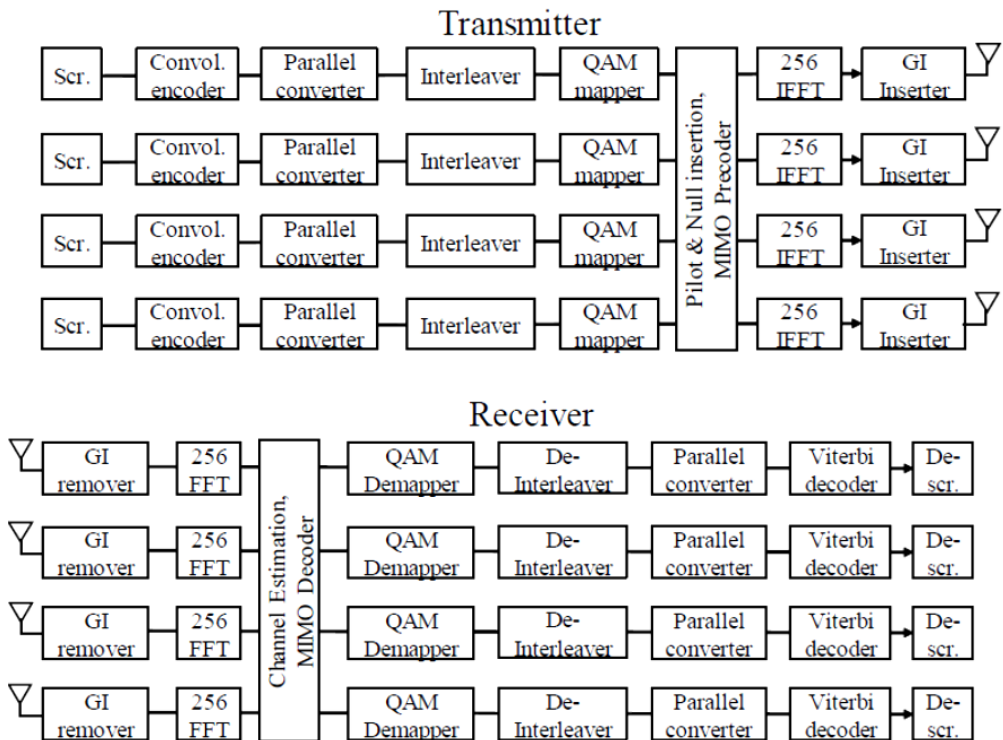 Transmitter
Scr.
Convol.
encoder
Parallel
converter
Interleaver
QAM
mapper
Pilot & Null insertion,
MIMO Precoder
256
IFFT
GI
Inserter
Scr.
Convol.
encoder
Parallel
converter
Interleaver
QAM
mapper
256
IFFT
GI
Inserter
Scr.
Convol.
encoder
Parallel
converter
Interleaver
QAM
mapper
256
IFFT
GI
Inserter
Scr.
Convol.
encoder
Parallel
converter
Interleaver
QAM
mapper
256
IFFT
GI
Inserter
Receiver
GI
remover
256
FFT
Channel Estimation,
MIMO Decoder
QAM
Demapper
De-
Interleaver
Parallel
converter
Viterbi
decoder
De-
scr.
GI
remover
256
FFT
QAM
Demapper
De-
Interleaver
Parallel
converter
Viterbi
decoder
De-
scr.
GI
remover
256
FFT
QAM
Demapper
De-
Interleaver
Parallel
converter
Viterbi
decoder
De-
scr.
GI
remover
256
FFT
QAM
Demapper
De-
Interleaver
Parallel
converter
Viterbi
decoder
De-
scr.